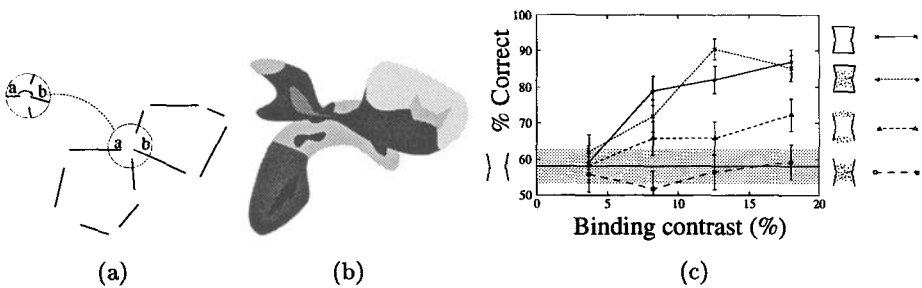 a b
a b
(a)
(b)
(c)
% Correct
100
90
80
70
60
50
0 5 10 15 20
Binding contrast (%)